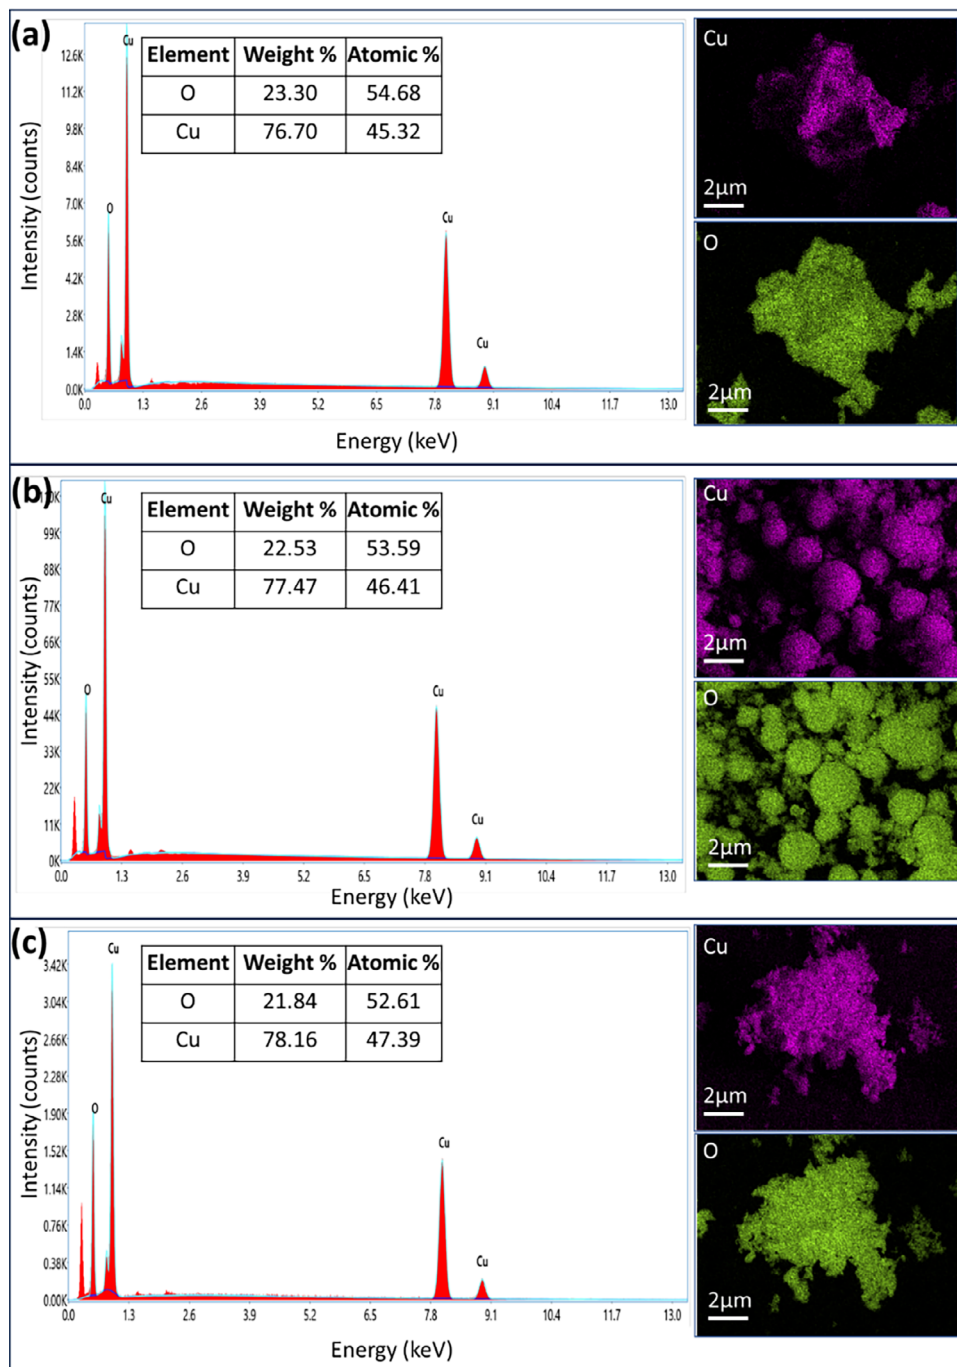 (a)
Cu
12.6K
11.2K
9.8K
8.4K
7.0K
5.6K
4.2K
2.8K
1.4K
0.0K
Intensity (counts)
O
Cu
Cu
Element Weight % Atomic %
O 23.30 54.68
Cu 76.70 45.32
0.0 1.3 2.6 3.9 5.2 6.5 7.8 9.1 10.4 11.7 13.0
Energy (keV)
Cu
2µm
O
2µm
(b)
Cu
99K
88K
77K
66K
55K
44K
33K
22K
11K
0K
Intensity (counts)
O
Cu
Cu
Element Weight % Atomic %
O 22.53 53.59
Cu 77.47 46.41
0.0 1.3 2.6 3.9 5.2 6.5 7.8 9.1 10.4 11.7 13.0
Energy (keV)
Cu
2µm
O
2µm
(c)
Cu
3.42K
3.04K
2.66K
2.28K
1.90K
1.52K
1.14K
0.76K
0.38K
0.00K
Intensity (counts)
O
Cu
Cu
Element Weight % Atomic %
O 21.84 52.61
Cu 78.16 47.39
0.0 1.3 2.6 3.9 5.2 6.5 7.8 9.1 10.4 11.7 13.0
Energy (keV)
Cu
2µm
O
2µm